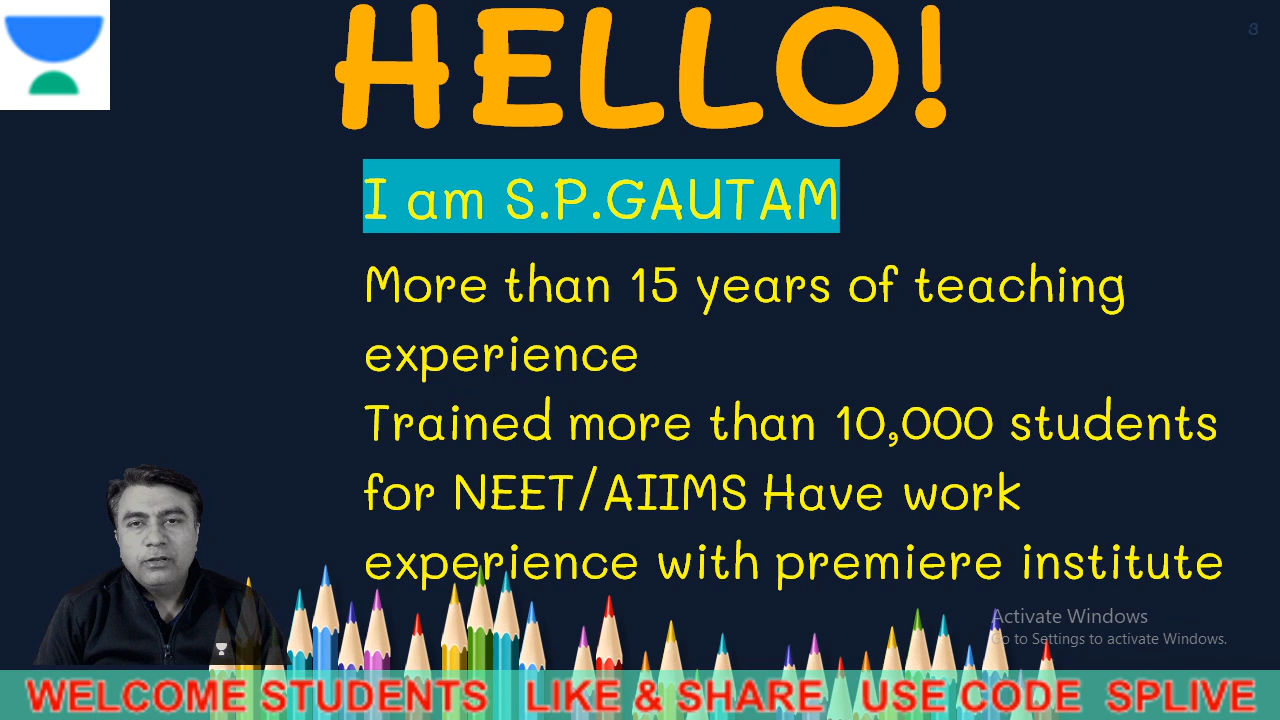 3
HELLO!
I am S.P.GAUTAM
More than 15 years of teaching
experience
Trained more than 10,000 students
for NEET/AIIMS Have work
experience with premiere institute
Activate Windows
Go to Settings to activate Windows.
WELCOME STUDENTS LIKE & SHARE USE CODE SPLIVE